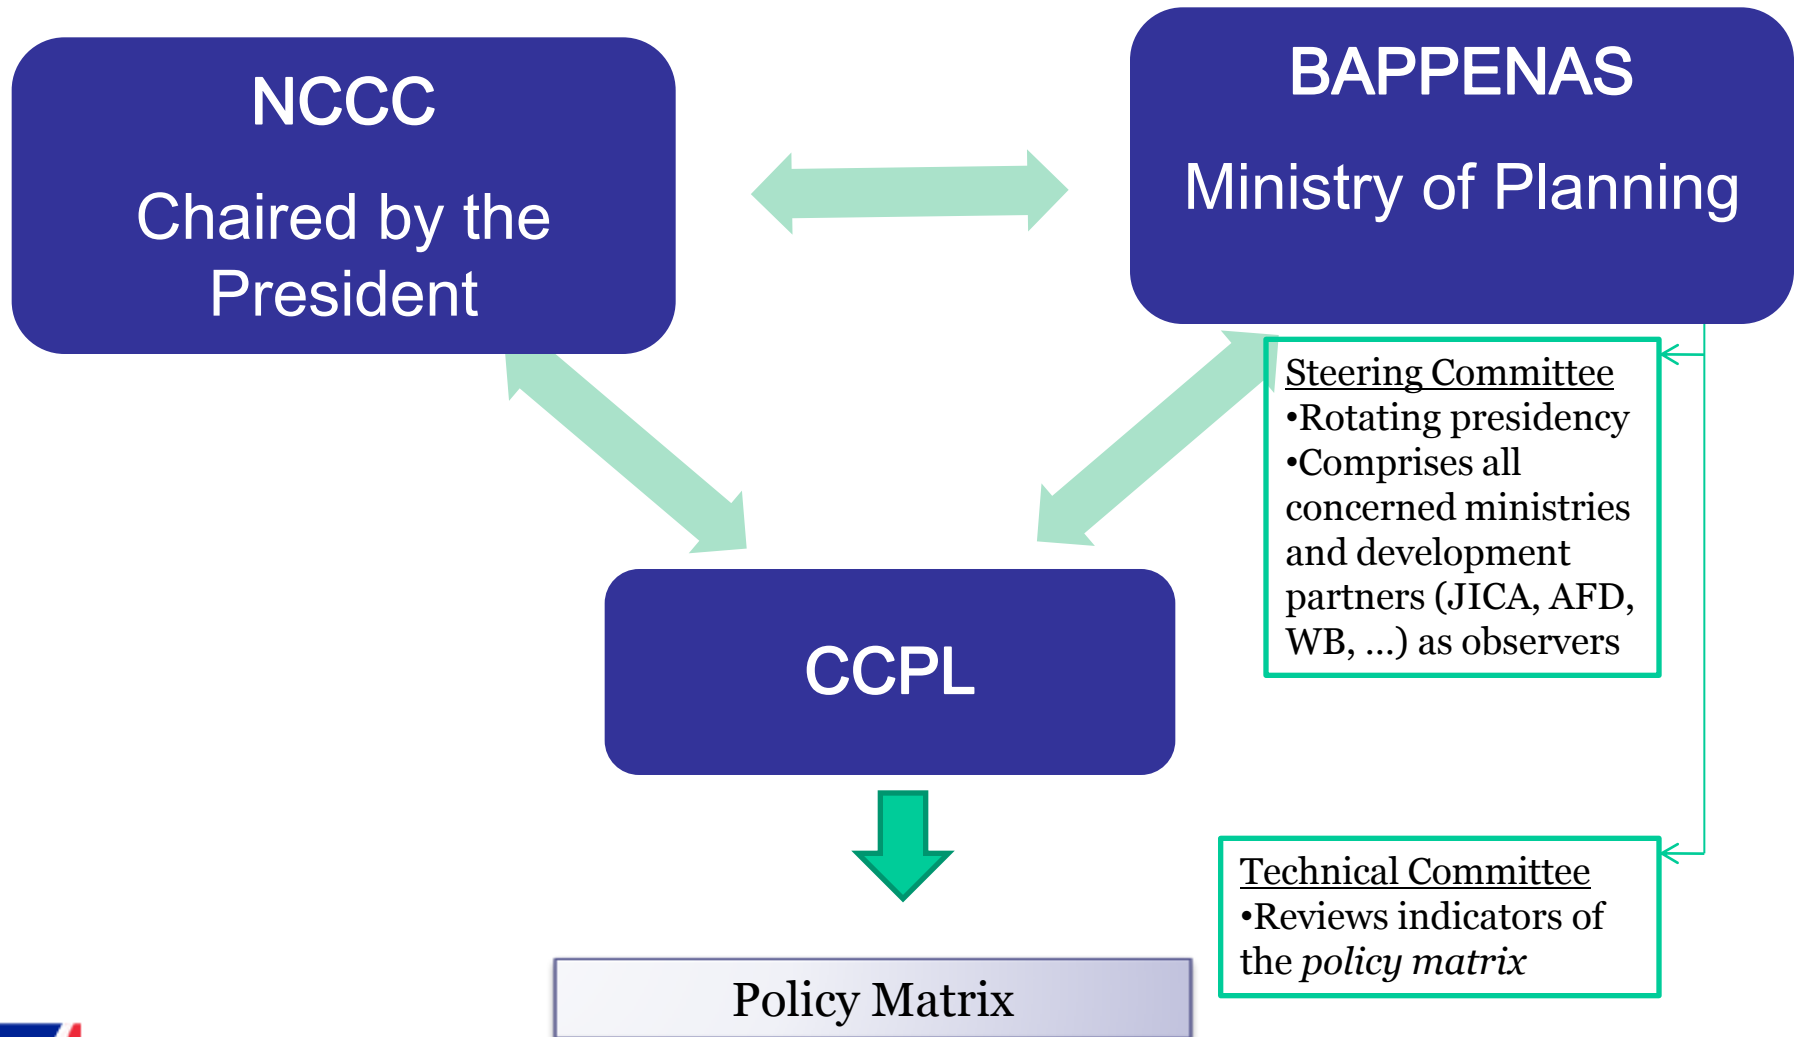 NCCC
Chaired by the
President
BAPPENAS
Ministry of Planning
Steering Committee
•Rotating presidency
•Comprises all
concerned ministries
and development
partners (JICA, AFD,
WB, ...) as observers
CCPL
Technical Committee
•Reviews indicators of
the policy matrix
Policy Matrix